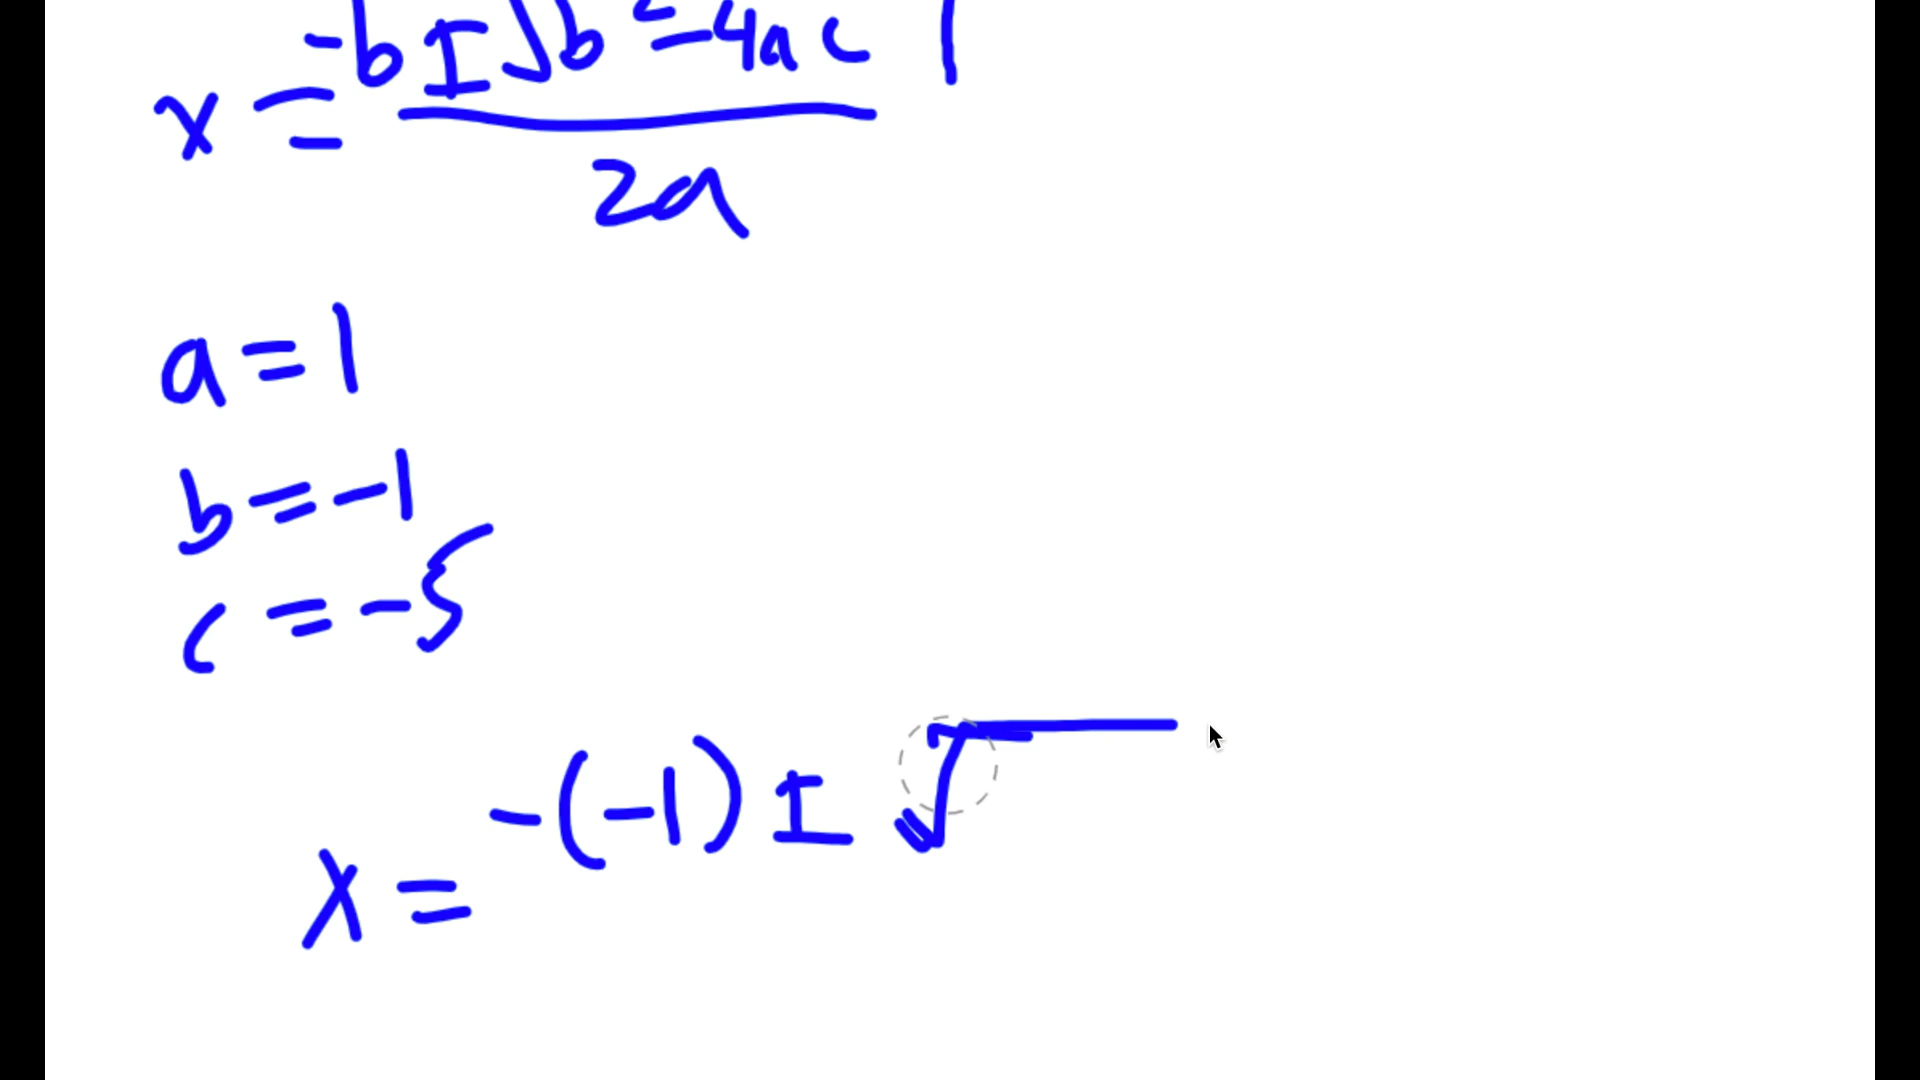 x = -b ± √b² - 4ac
2a
a = 1
b = -1
c = -5
x = -(-1) ± √